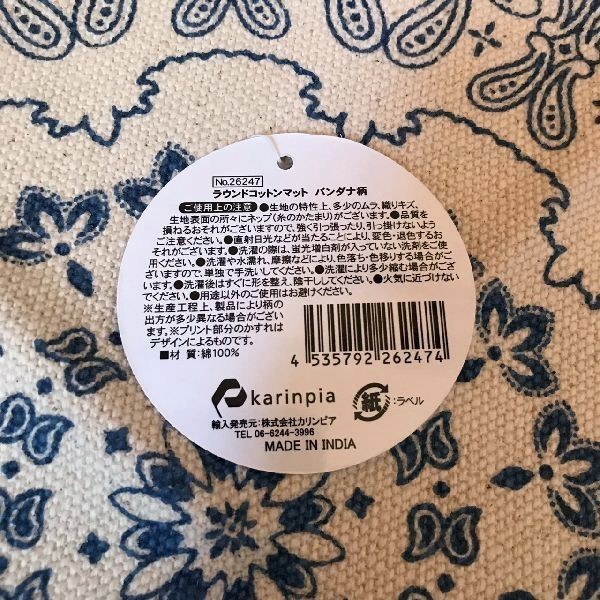 No.26247
ラウンドコットンマット バンダナ柄
ご使用上の注意 ●生地の特性上、多少のムラ、織りキズ、
生地表面の所々にネップ(糸のかたまり)がございます。●品質を
損ねるおそれがございますので、強く引っ張ったり、引っ掛けないよう
ご注意ください。●直射日光などが当たることにより、変色・退色するお
それがございます。●洗濯の際は、蛍光増白剤が入っていない洗剤をご使
用ください。●洗濯や水濡れ、摩擦などにより、色落ち・色移りする場合がご
ざいますので、単独で手洗いしてください。●洗濯により多少縮む場合がござ
います。●洗濯後はすぐに形を整え、陰干ししてください。●火気に近づけない
でください。●用途以外のご使用はお避けください。
※生産工程上、製品により柄の
出方が多少異なる場合がござい
ます。※プリント部分のかすれは
デザインによるものです。
■材 質:綿100%
4 535792 262474
karinpia
紙 :ラベル
輸入発売元:株式会社カリンピア
TEL 06-6244-3996
MADE IN INDIA